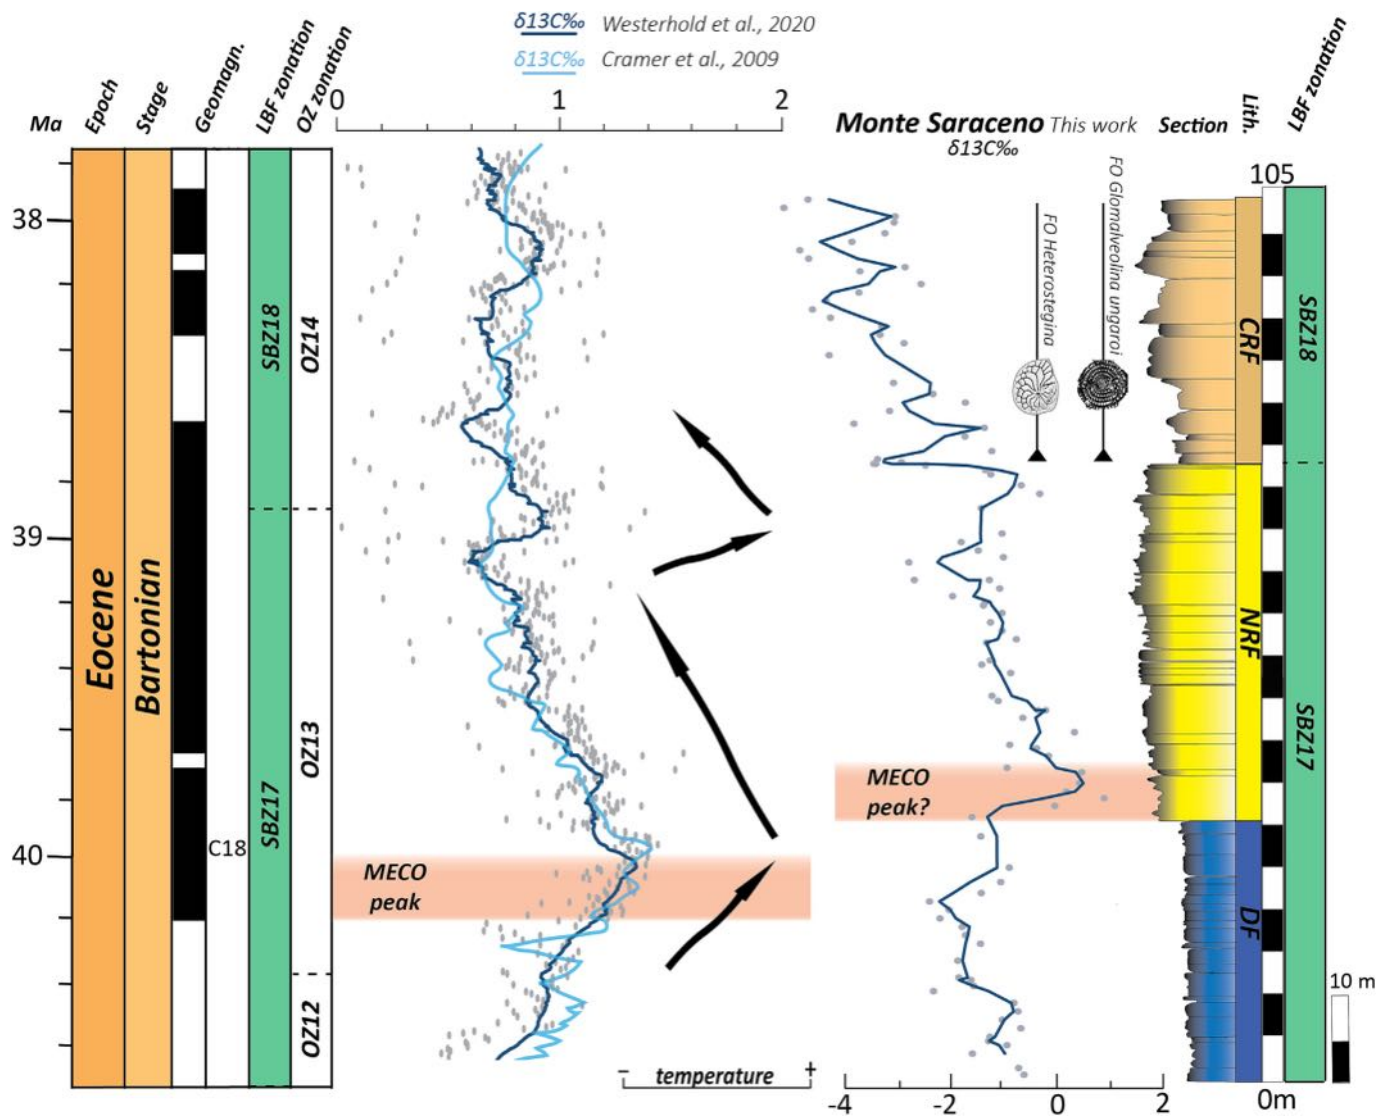 δ13C‰ Westerhold et al., 2020
δ13C‰ Cramer et al., 2009
Ma
Epoch
Stage
Geomagn.
LBF zonation
OZ zonation
0
1
2
Monte Saraceno This work
δ13C‰
Section
Lith.
LBF zonation
105
38
39
40
Eocene
Bartonian
C18
SBZ18
SBZ17
OZ14
OZ13
OZ12
MECO
peak
FO Heterostegina
FO Glomalveolina ungaroi
MECO
peak?
CRF
NRF
DF
SBZ18
SBZ17
10 m
0m
- temperature +
-4
-2
0
2